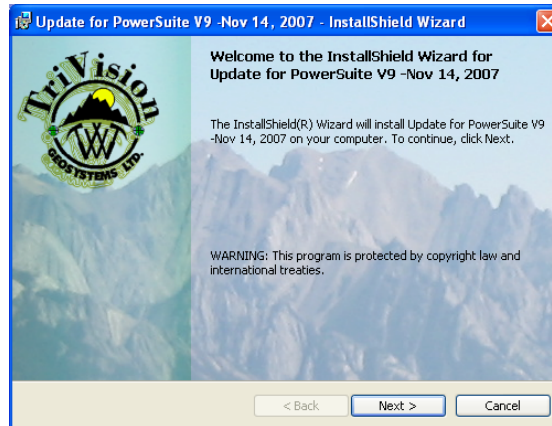 Update for PowerSuite V9 -Nov 14, 2007 - InstallShield Wizard
TriVision
GEOSYSTEMS LTD.
Welcome to the InstallShield Wizard for
Update for PowerSuite V9 -Nov 14, 2007
The InstallShield(R) Wizard will install Update for PowerSuite V9
-Nov 14, 2007 on your computer. To continue, click Next.
WARNING: This program is protected by copyright law and
international treaties.
< Back
Next >
Cancel